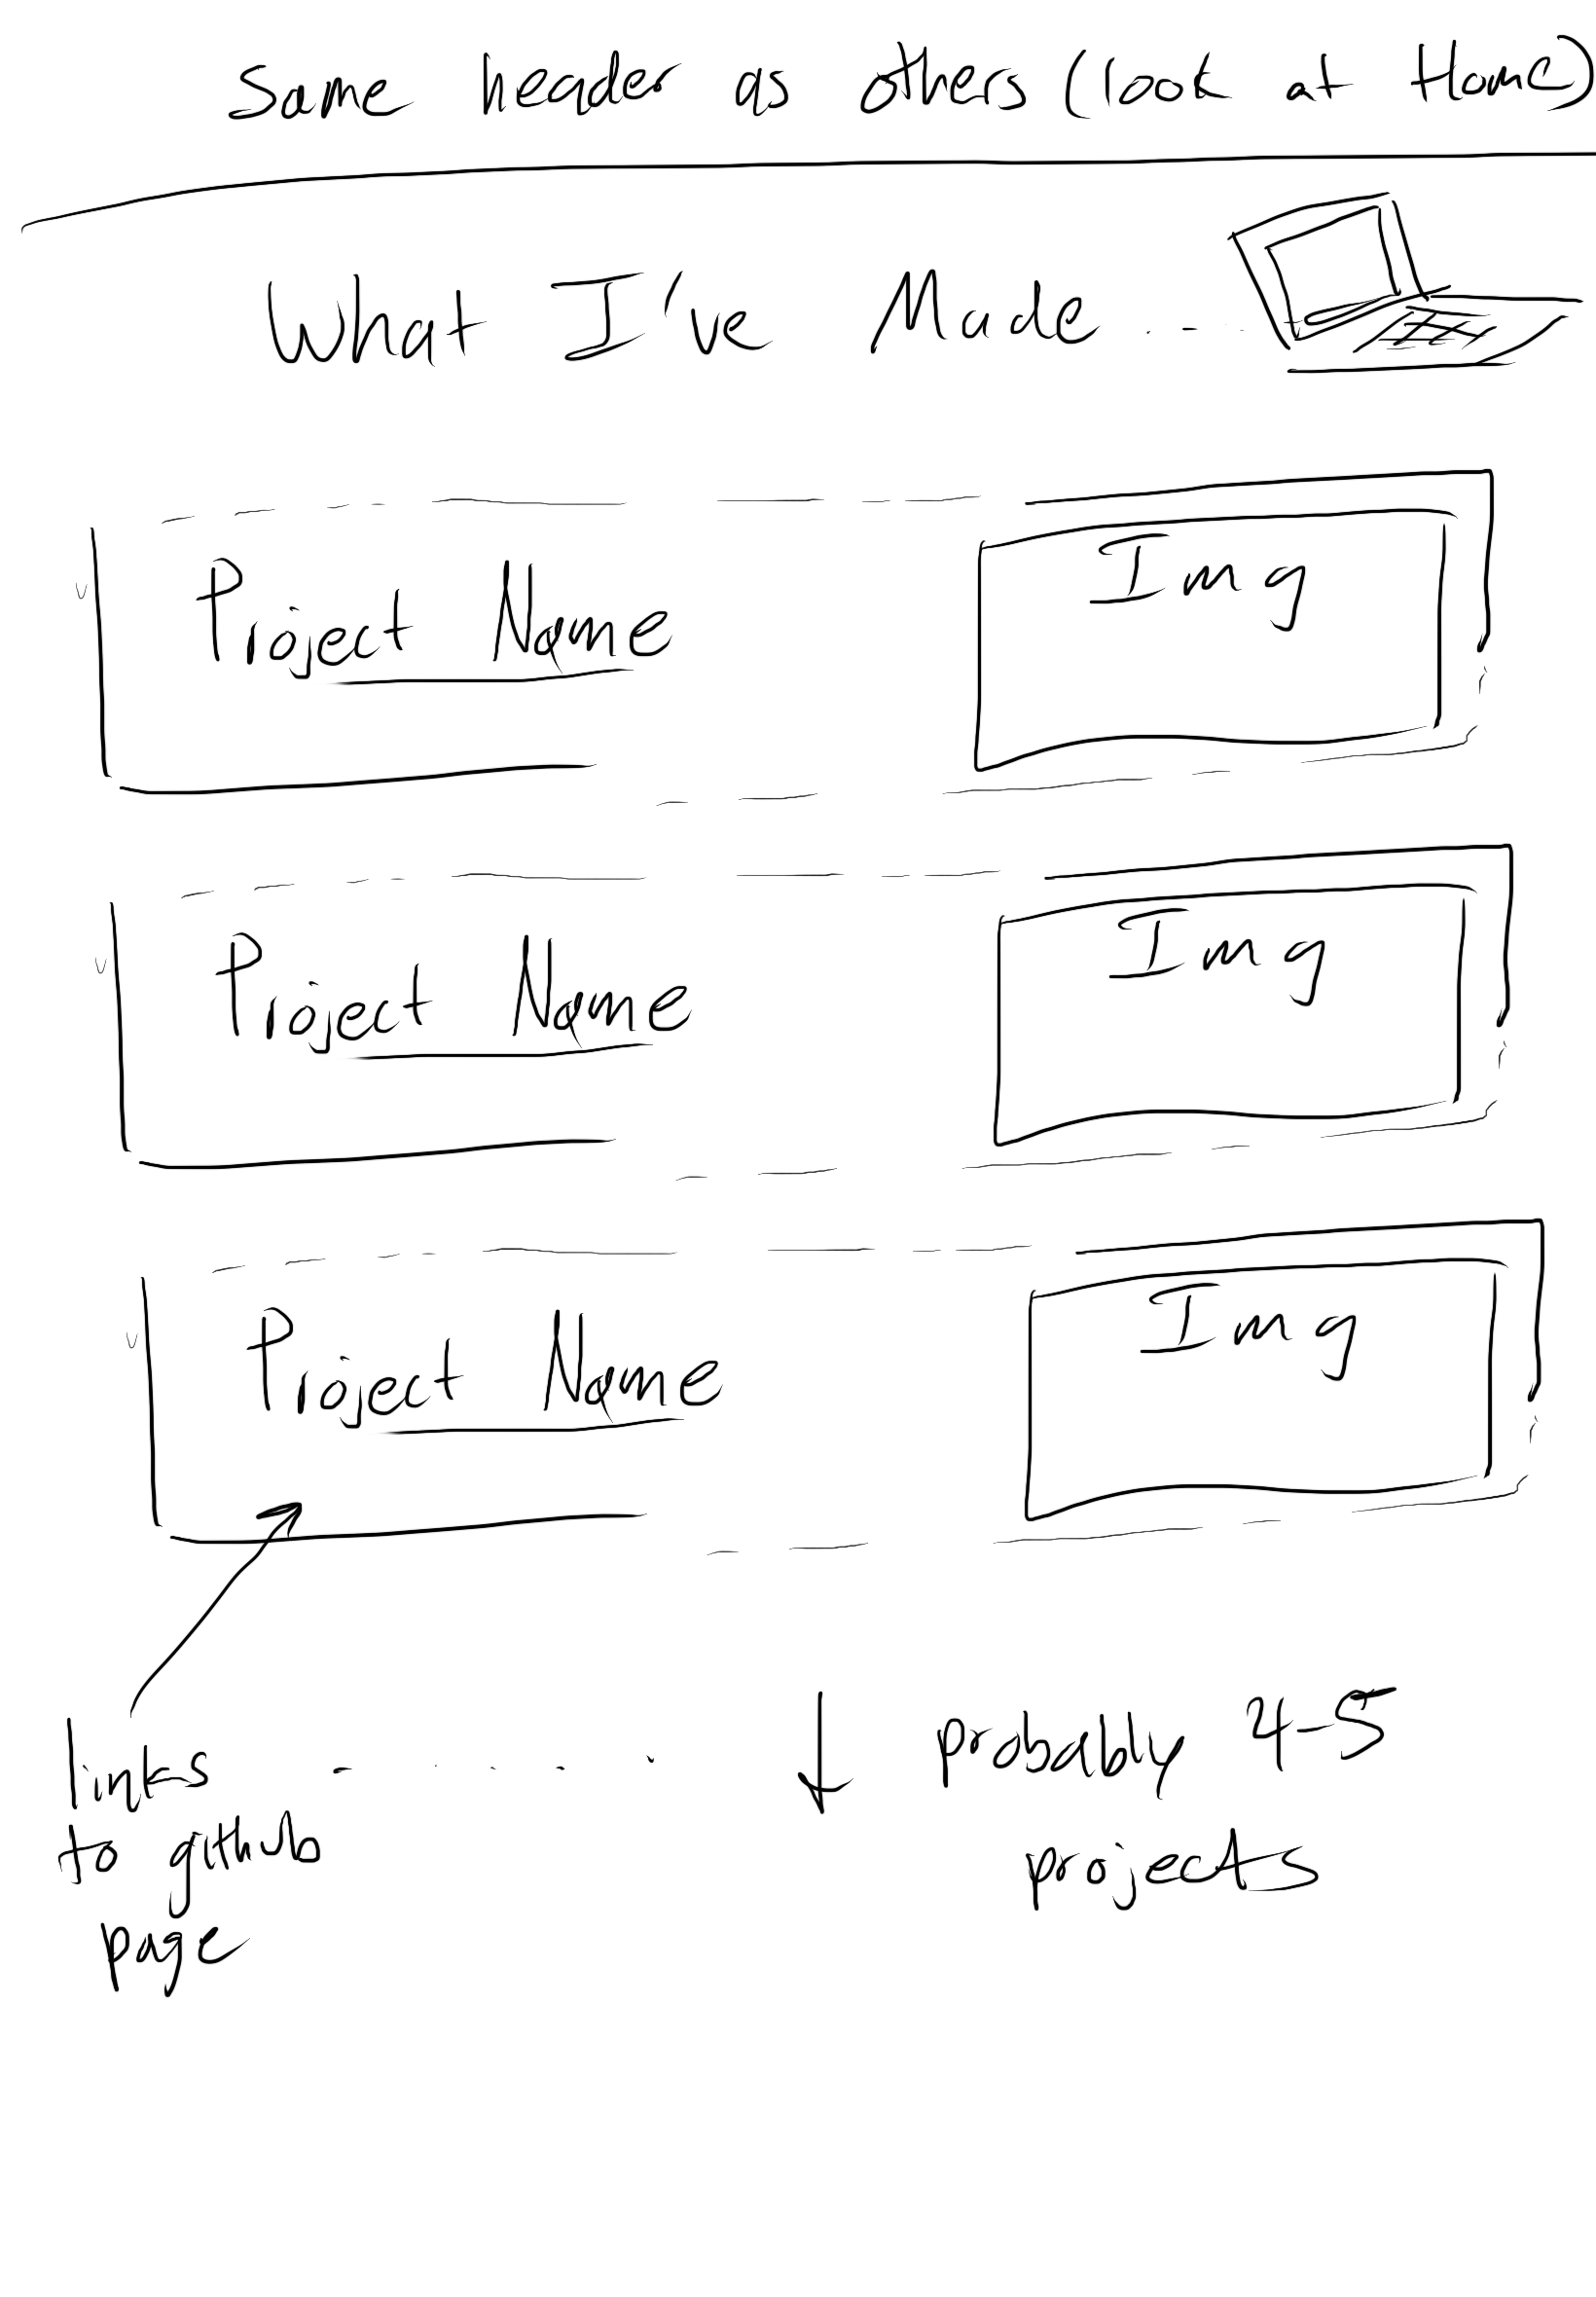 Same header as others (look at Home)
What I've Made ...
Project Name
Img
Project Name
Img
Project Name
Img
links
to github
page
probably 4-5
projects